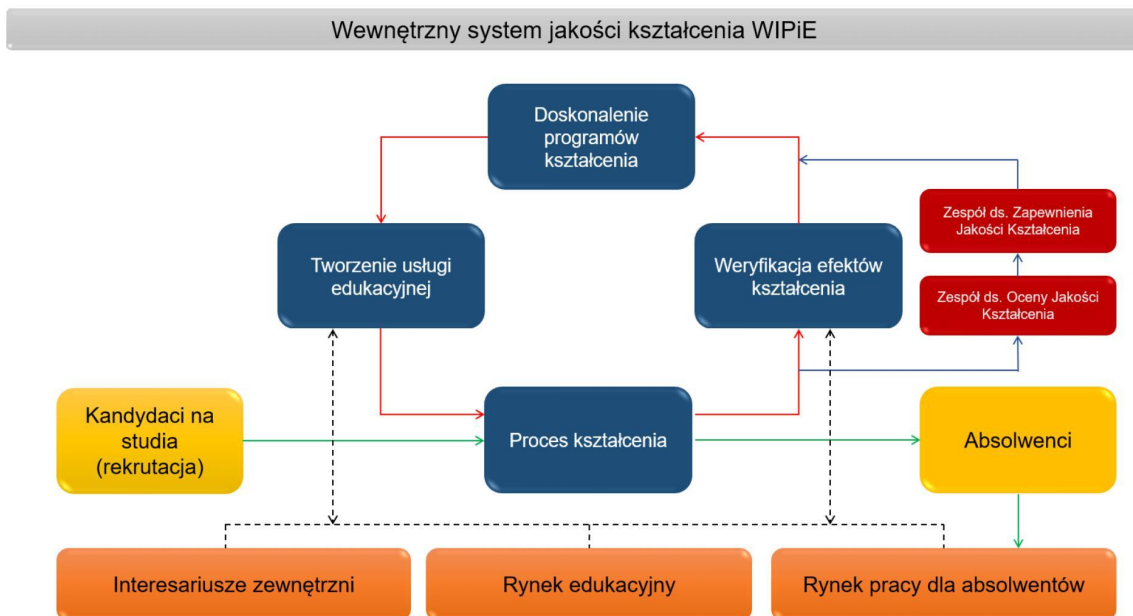 Wewnętrzny system jakości kształcenia WIPiE
Doskonalenie
programów
kształcenia
Zespół ds. Zapewnienia
Jakości Kształcenia
Tworzenie usługi
edukacyjnej
Weryfikacja efektów
kształcenia
Zespół ds. Oceny Jakości
Kształcenia
Kandydaci na
studia
(rekrutacja)
Proces kształcenia
Absolwenci
Interesariusze zewnętrzni
Rynek edukacyjny
Rynek pracy dla absolwentów